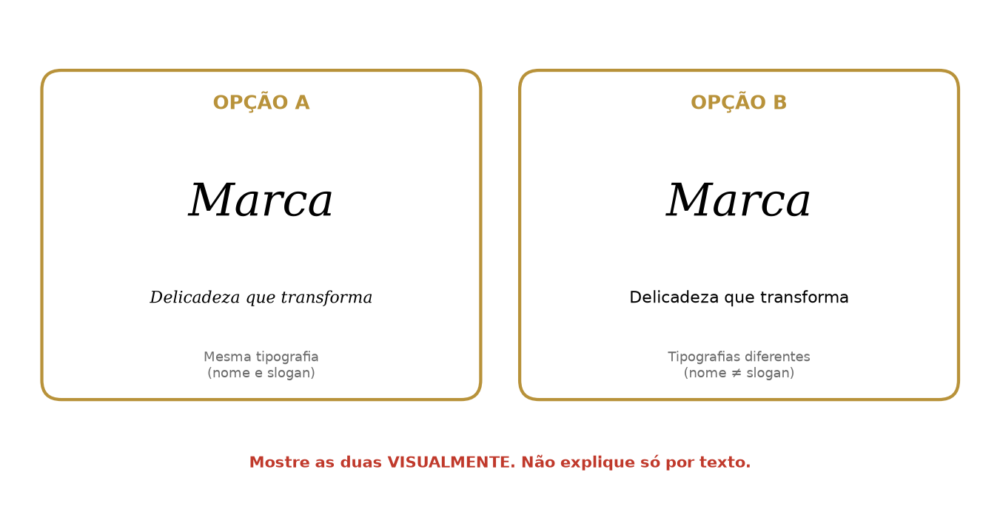 OPÇÃO A
Marca
Delicadeza que transforma
Mesma tipografia
(nome e slogan)
OPÇÃO B
Marca
Delicadeza que transforma
Tipografias diferentes
(nome ≠ slogan)
Mostre as duas VISUALMENTE. Não explique só por texto.